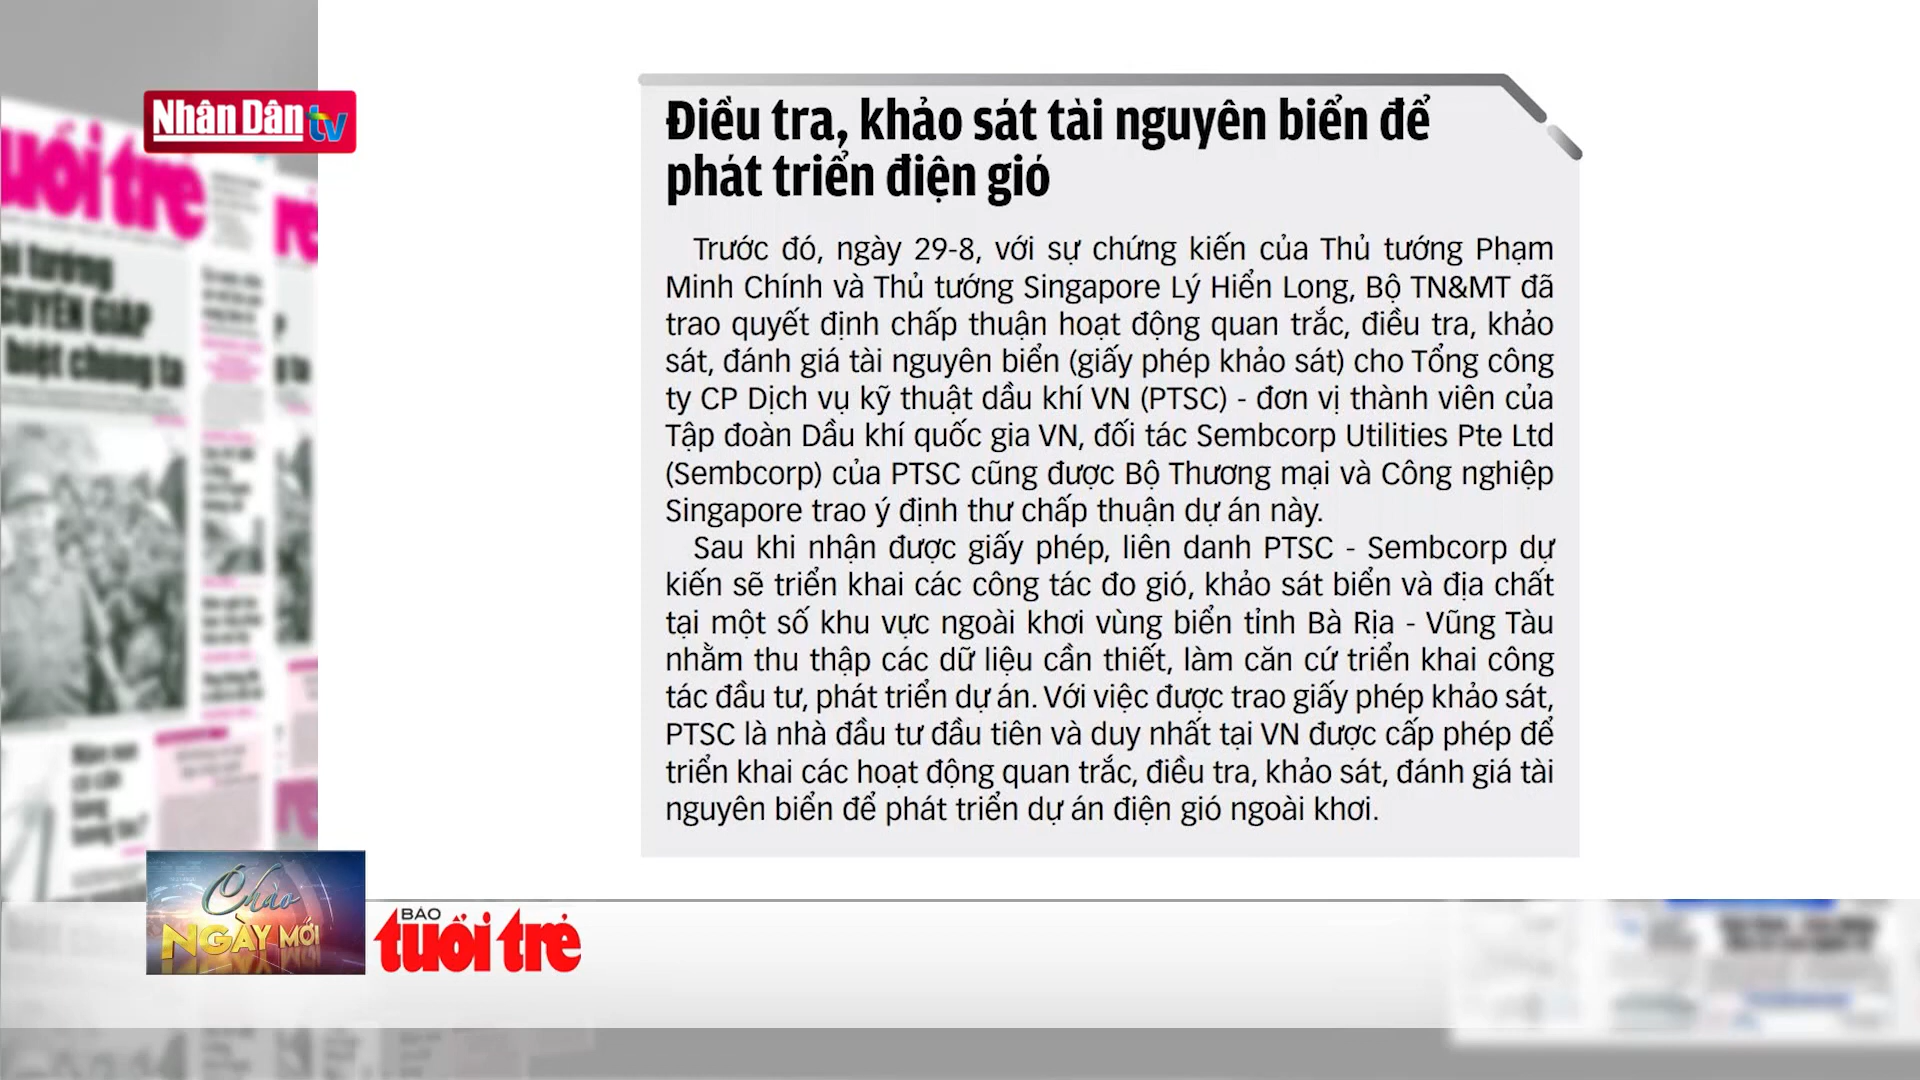 Nhân Dân tv
Điều tra, khảo sát tài nguyên biển để
phát triển điện gió
Trước đó, ngày 29-8, với sự chứng kiến của Thủ tướng Phạm
Minh Chính và Thủ tướng Singapore Lý Hiển Long, Bộ TN&MT đã
trao quyết định chấp thuận hoạt động quan trắc, điều tra, khảo
sát, đánh giá tài nguyên biển (giấy phép khảo sát) cho Tổng công
ty CP Dịch vụ kỹ thuật dầu khí VN (PTSC) - đơn vị thành viên của
Tập đoàn Dầu khí quốc gia VN, đối tác Sembcorp Utilities Pte Ltd
(Sembcorp) của PTSC cũng được Bộ Thương mại và Công nghiệp
Singapore trao ý định thư chấp thuận dự án này.
Sau khi nhận được giấy phép, liên danh PTSC - Sembcorp dự
kiến sẽ triển khai các công tác đo gió, khảo sát biển và địa chất
tại một số khu vực ngoài khơi vùng biển tỉnh Bà Rịa - Vũng Tàu
nhằm thu thập các dữ liệu cần thiết, làm căn cứ triển khai công
tác đầu tư, phát triển dự án. Với việc được trao giấy phép khảo sát,
PTSC là nhà đầu tư đầu tiên và duy nhất tại VN được cấp phép để
triển khai các hoạt động quan trắc, điều tra, khảo sát, đánh giá tài
nguyên biển để phát triển dự án điện gió ngoài khơi.
uổi trẻ
tướng
GUYÊN GIÁP
biệt chúng ta
Chào
NGÀY MỚI
BÁO
tuổi trẻ